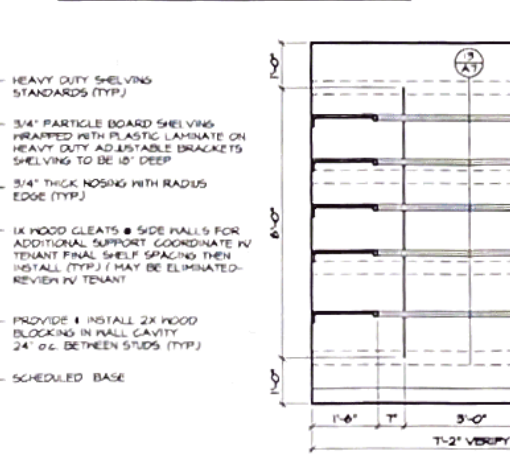 HEAVY DUTY SHELVING
STANDARDS (TYP.)
3/4" PARTICLE BOARD SHELVING
WRAPPED WITH PLASTIC LAMINATE ON
HEAVY DUTY ADJUSTABLE BRACKETS
SHELVING TO BE 18" DEEP
3/4" THICK NOSING WITH RADIUS
EDGE (TYP.)
1X WOOD CLEATS @ SIDE WALLS FOR
ADDITIONAL SUPPORT COORDINATE W/
TENANT FINAL SHELF SPACING THEN
INSTALL (TYP.) ( MAY BE ELIMINATED-
REVIEW W/ TENANT
PROVIDE & INSTALL 2X WOOD
BLOCKING IN WALL CAVITY
24" o.c. BETWEEN STUDS (TYP.)
SCHEDULED BASE
1'-0"
6'-0"
1'-0"
A7
1'-6" 7" 3'-0"
7'-2" VERIFY